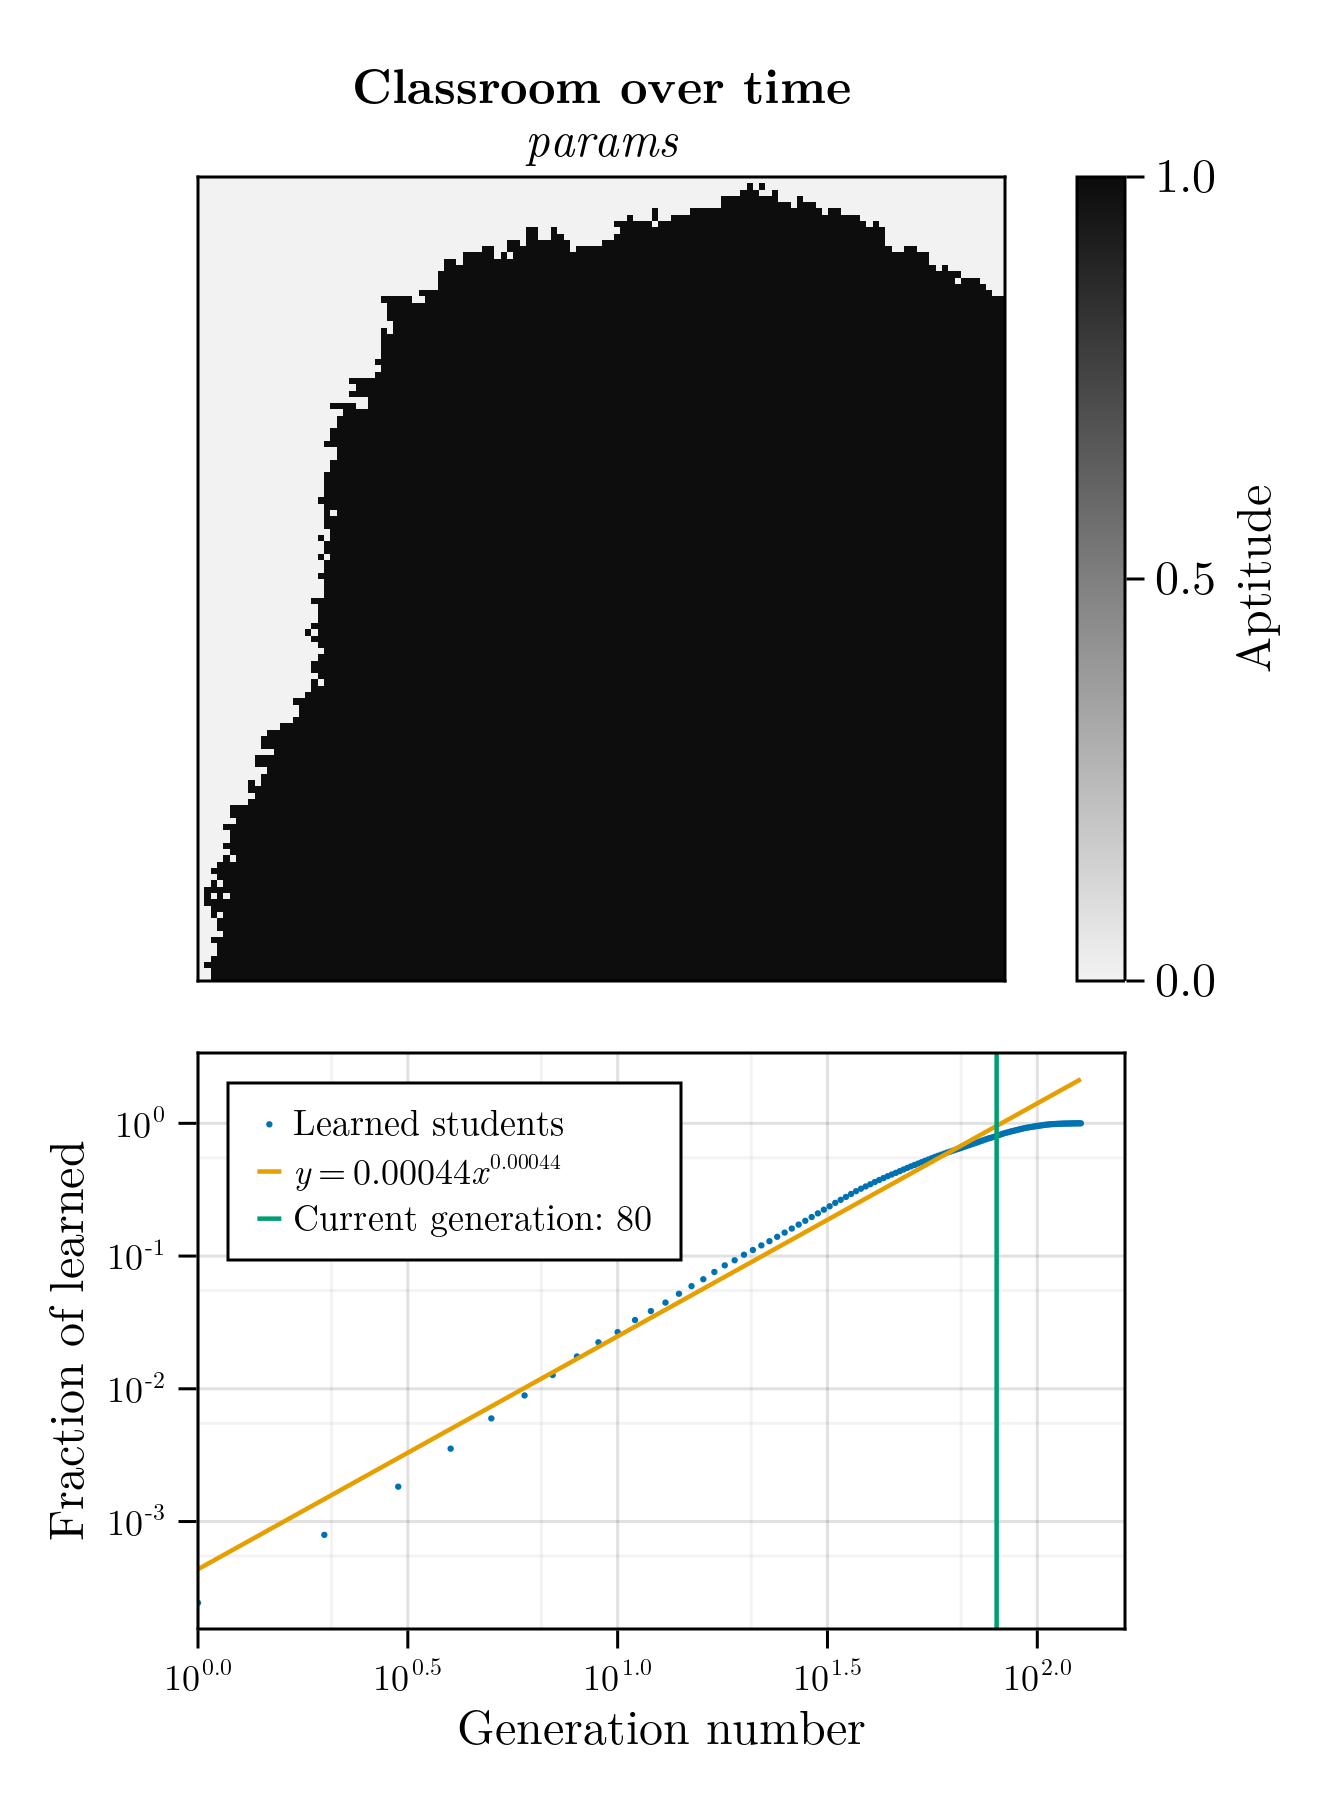 Classroom over time
params
1.0
0.5
0.0
Aptitude
Learned students
y = 0.00044x^0.00044
Current generation: 80
10^0
10^-1
10^-2
10^-3
Fraction of learned
10^0.0 10^0.5 10^1.0 10^1.5 10^2.0
Generation number